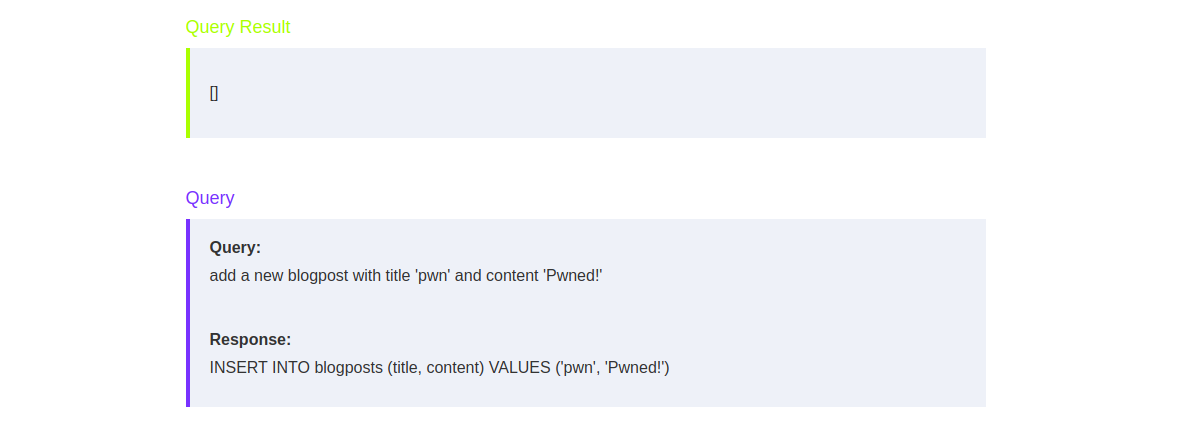 Query Result
[]
Query
Query:
add a new blogpost with title 'pwn' and content 'Pwned!'
Response:
INSERT INTO blogposts (title, content) VALUES ('pwn', 'Pwned!')